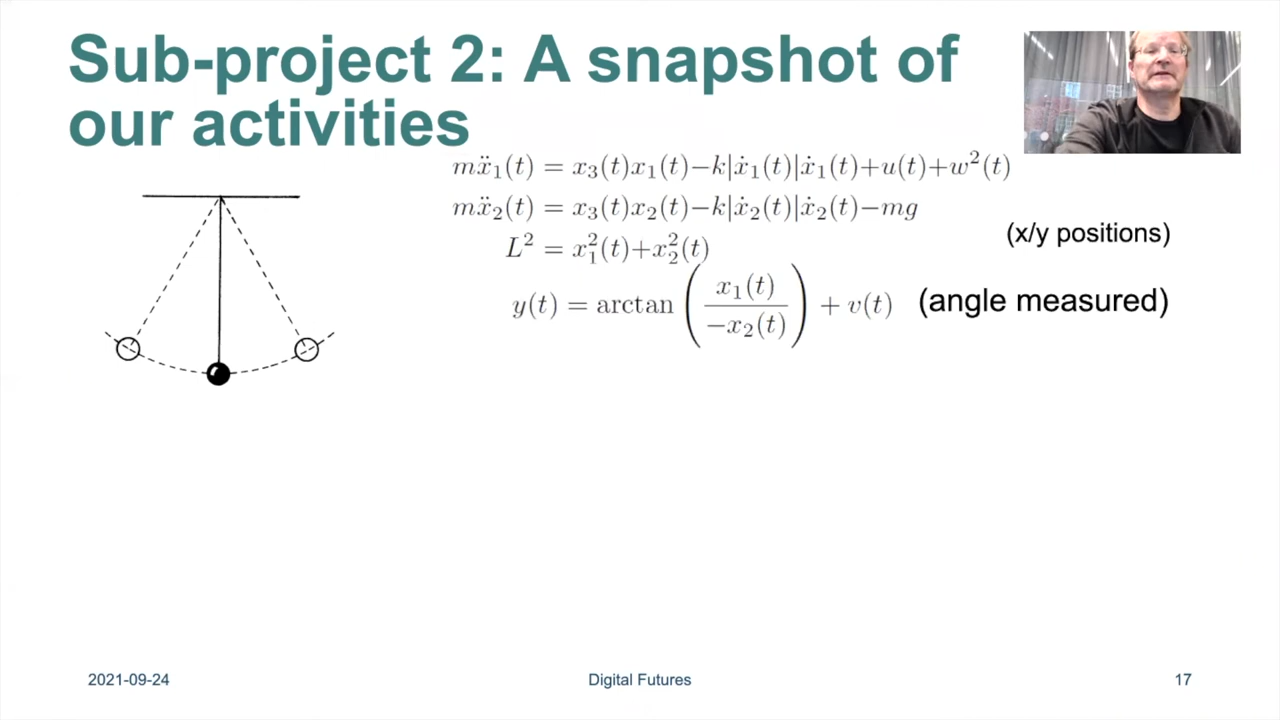 Sub-project 2: A snapshot of
our activities
mẍ₁(t) = x₃(t)x₁(t)−k|ẋ₁(t)|ẋ₁(t)+u(t)+w²(t)
mẍ₂(t) = x₃(t)x₂(t)−k|ẋ₂(t)|ẋ₂(t)−mg
(x/y positions)
L² = x₁²(t)+x₂²(t)
y(t) = arctan (x₁(t) / −x₂(t)) + v(t) (angle measured)
2021-09-24 Digital Futures 17